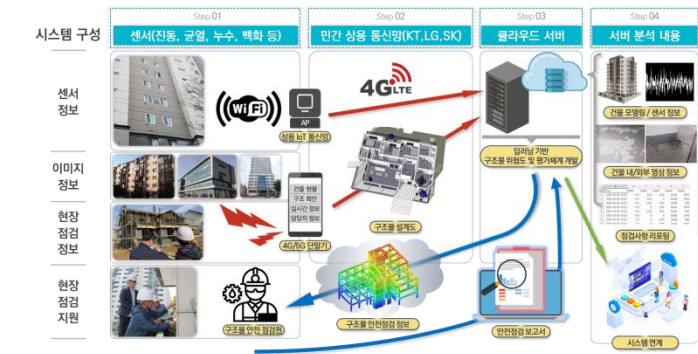 Step 01
Step 02
Step 03
Step 04
시스템 구성
센서(진동, 균열, 누수, 백화 등)
민간 상용 통신망(KT,LG,SK)
클라우드 서버
서버 분석 내용
센서
정보
WiFi
AP
상용 IoT 통신망
4G LTE
딥러닝 기반
구조물 위험도 및 평가체계 개발
건물 모델링 / 센서 정보
건물 내/외부 영상 정보
이미지
정보
건물 현황
구조 확인
실시간 정보
담당자 정보
4G/5G 단말기
구조물 설계도
점검사항 리포팅
현장
점검
정보
현장
점검
지원
구조물 안전 점검원
구조물 안전점검 정보
안전점검 보고서
시스템 연계